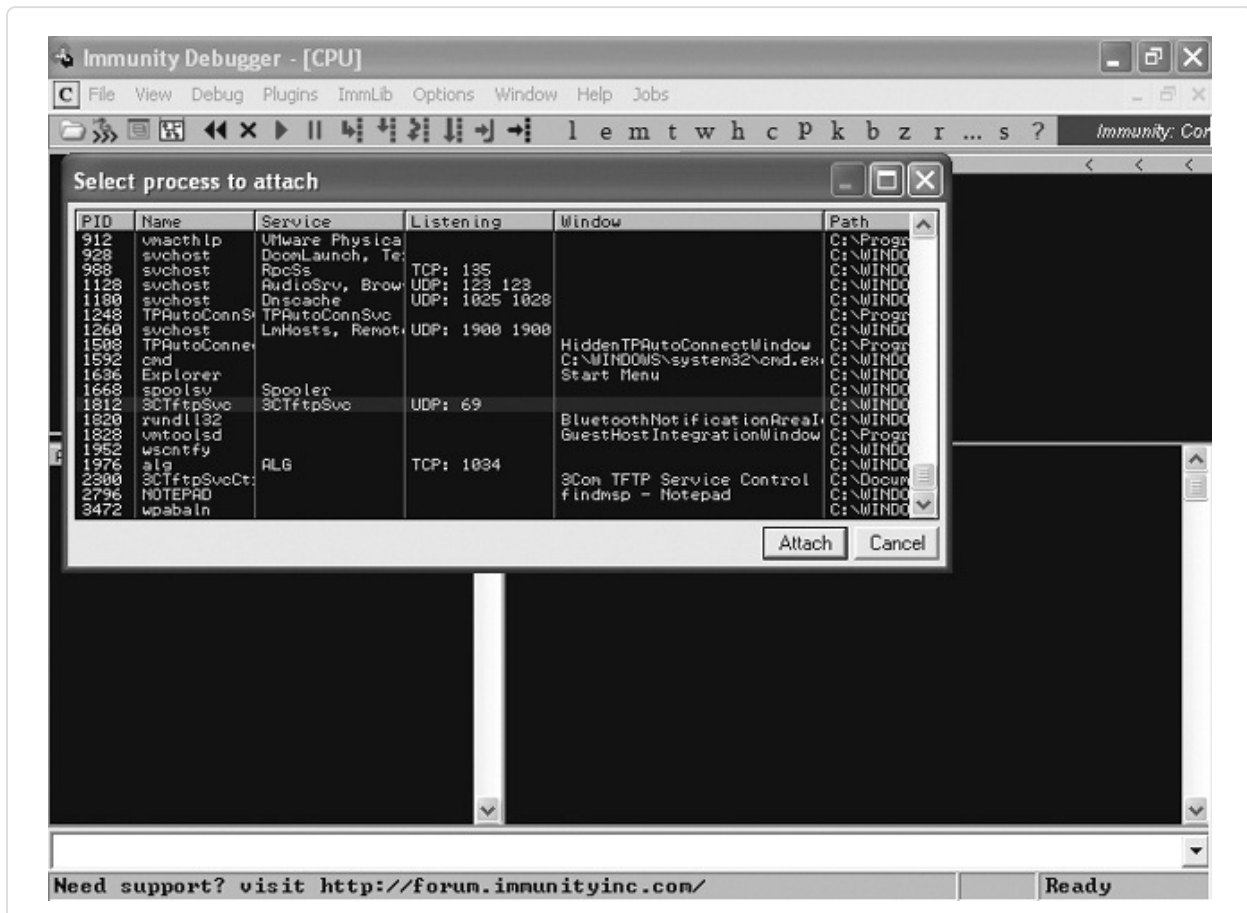 Immunity Debugger - [CPU]
C File View Debug Plugins ImmLib Options Window Help Jobs
l e m t w h c P k b z r ... s ? Immunity: Cor
Select process to attach
PID Name Service Listening Window Path
912 vmacthlp VMware Physica C:\Progr
928 svchost DcomLaunch, Te C:\WINDO
988 svchost RpcSs TCP: 135 C:\WINDO
1128 svchost AudioSrv, Brow UDP: 123 123 C:\WINDO
1180 svchost Dnscache UDP: 1025 1028 C:\WINDO
1248 TPAutoConnS TPAutoConnSvc C:\Progr
1260 svchost LmHosts, Remot UDP: 1900 1900 C:\WINDO
1508 TPAutoConne HiddenTPAutoConnectWindow C:\Progr
1592 cmd C:\WINDOWS\system32\cmd.ex C:\WINDO
1636 Explorer Start Menu C:\WINDO
1668 spoolsv Spooler C:\WINDO
1812 3CTftpSvc 3CTftpSvc UDP: 69 C:\WINDO
1820 rundll32 BluetoothNotificationAreaI C:\WINDO
1828 vmtoolsd GuestHostIntegrationWindow C:\Progr
1952 wscntfy C:\WINDO
1976 alg ALG TCP: 1034 C:\WINDO
2300 3CTftpSvcCt 3Com TFTP Service Control C:\Docum
2796 NOTEPAD findmsp - Notepad C:\WINDO
3472 wpabaln C:\WINDO
Attach Cancel
Need support? visit http://forum.immunityinc.com/ Ready